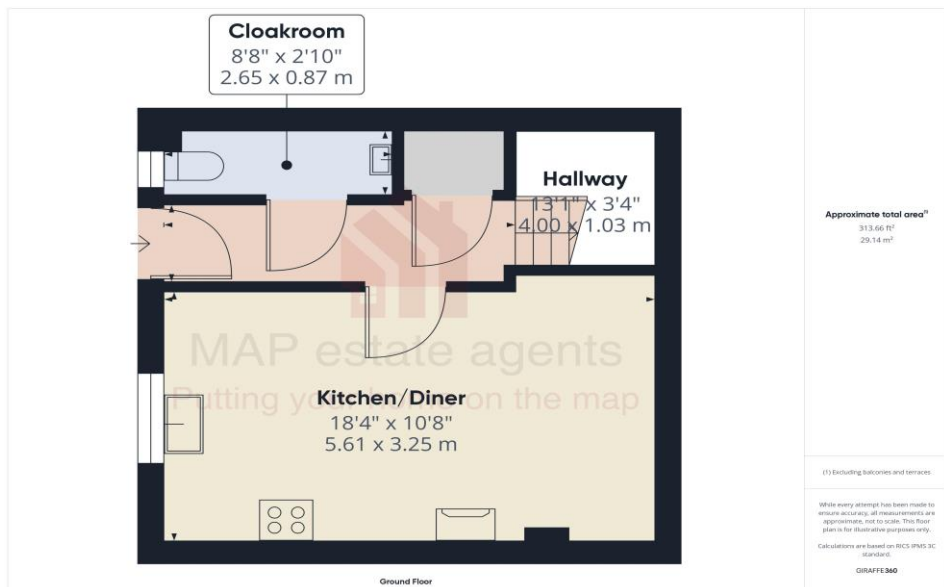 Cloakroom
8'8" x 2'10"
2.65 x 0.87 m
Hallway
13'1" x 3'4"
4.00 x 1.03 m
MAP estate agents
Putting your home on the map
Kitchen/Diner
18'4" x 10'8"
5.61 x 3.25 m
Ground Floor
Approximate total area⁽¹⁾
313.66 ft²
29.14 m²
(1) Excluding balconies and terraces
While every attempt has been made to
ensure accuracy, all measurements are
approximate, not to scale. This floor
plan is for illustrative purposes only.
Calculations are based on RICS IPMS 3C
standard.
GIRAFFE360